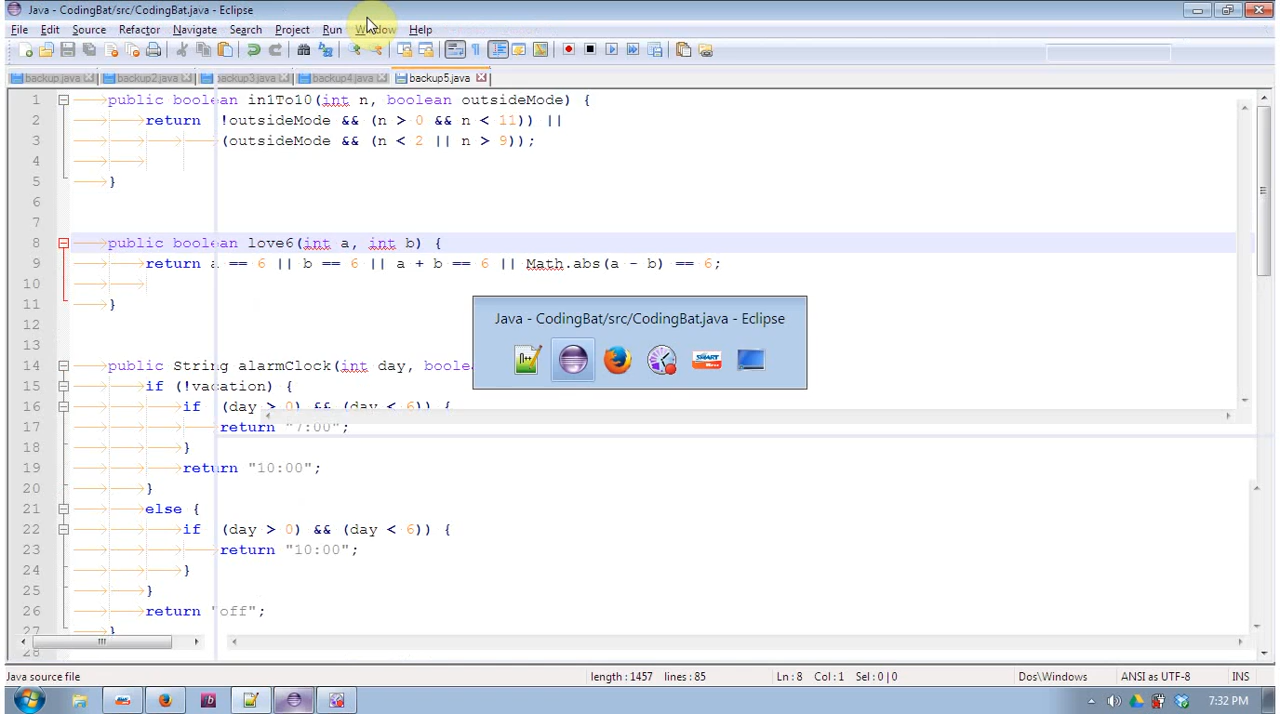 Java - CodingBat/src/CodingBat.java - Eclipse
File Edit Source Refactor Navigate Search Project Run Window Help
backup.java backup2.java backup3.java backup4.java backup5.java
1 public boolean in1To10(int n, boolean outsideMode) {
2 return !outsideMode && (n > 0 && n < 11)) ||
3 (outsideMode && (n < 2 || n > 9));
4
5 }
6
7
8 public boolean love6(int a, int b) {
9 return a == 6 || b == 6 || a + b == 6 || Math.abs(a - b) == 6;
10
11 }
12
13
Java - CodingBat/src/CodingBat.java - Eclipse
14 public String alarmClock(int day, boole
15 if (!vacation) {
16 if (day > 0) && (day < 6)) {
17 return "7:00";
18 }
19 return "10:00";
20 }
21 else {
22 if (day > 0) && (day < 6)) {
23 return "10:00";
24 }
25 }
26 return "off";
27 }
28
Java source file length : 1457 lines : 85 Ln : 8 Col : 1 Sel : 0 | 0 Dos\Windows ANSI as UTF-8 INS
7:32 PM